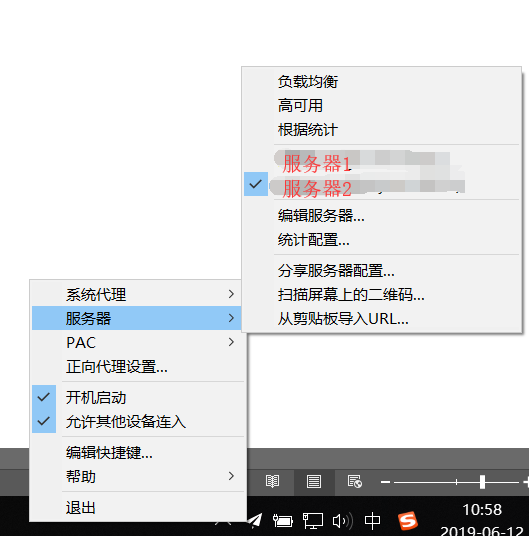 负载均衡
高可用
根据统计
服务器1
服务器2
编辑服务器...
统计配置...
分享服务器配置...
扫描屏幕上的二维码...
从剪贴板导入URL...
系统代理
服务器
PAC
正向代理设置...
开机启动
允许其他设备连入
编辑快捷键...
帮助
退出
中
S
10:58
2019-06-12